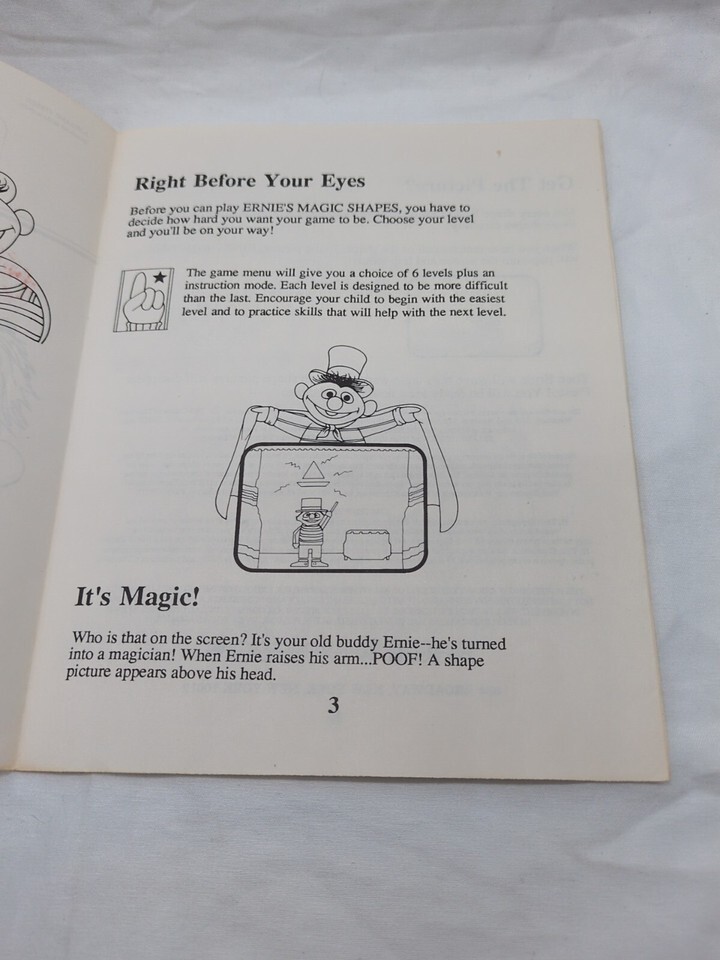 Right Before Your Eyes
Before you can play ERNIE'S MAGIC SHAPES, you have to
decide how hard you want your game to be. Choose your level
and you'll be on your way!
The game menu will give you a choice of 6 levels plus an
instruction mode. Each level is designed to be more difficult
than the last. Encourage your child to begin with the easiest
level and to practice skills that will help with the next level.
It's Magic!
Who is that on the screen? It's your old buddy Ernie--he's turned
into a magician! When Ernie raises his arm...POOF! A shape
picture appears above his head.
3